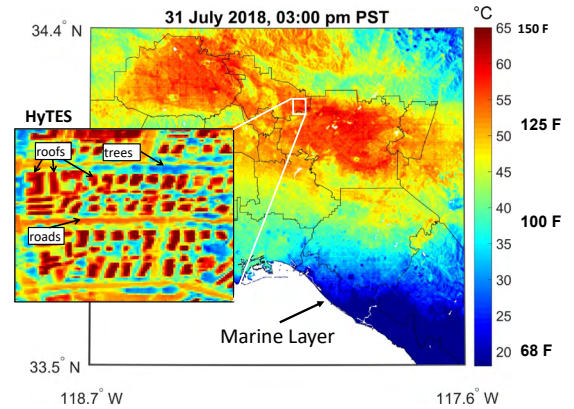 31 July 2018, 03:00 pm PST
°C
34.4° N
65 150 F
60
HyTES
55
125 F
roofs
trees
50
45
roads
40
100 F
35
30
25
Marine Layer
20 68 F
33.5° N
118.7° W
117.6° W